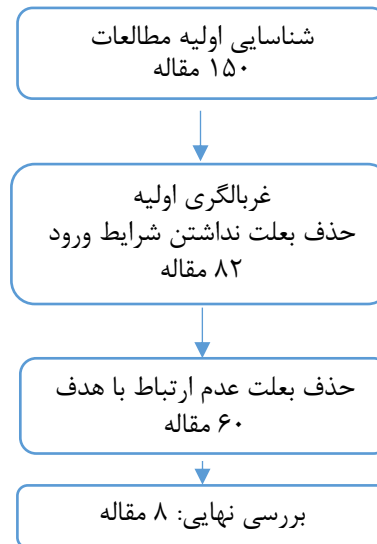 شناسایی اولیه مطالعات
۱۵۰ مقاله
غربالگری اولیه
حذف بعلت نداشتن شرایط ورود
۸۲ مقاله
حذف بعلت عدم ارتباط با هدف
۶۰ مقاله
بررسی نهایی: ۸ مقاله